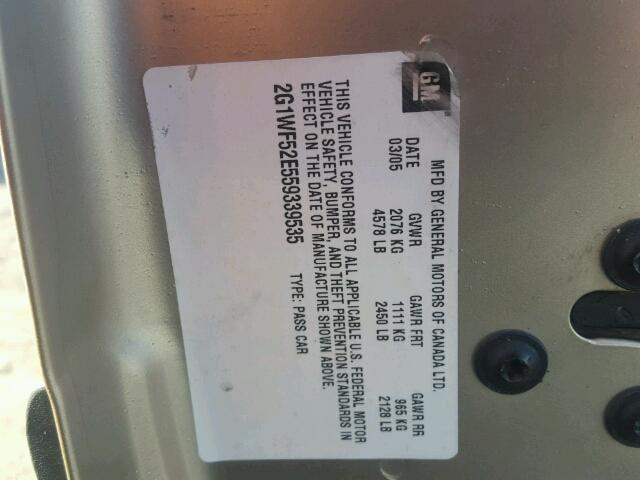 GM
MFD BY GENERAL MOTORS OF CANADA LTD.
DATE GVWR GAWR FRT GAWR RR
03/05 2076 KG 1111 KG 965 KG
4578 LB 2450 LB 2128 LB
THIS VEHICLE CONFORMS TO ALL APPLICABLE U.S. FEDERAL MOTOR
VEHICLE SAFETY, BUMPER, AND THEFT PREVENTION STANDARDS IN
EFFECT ON THE DATE OF MANUFACTURE SHOWN ABOVE.
2G1WF52E559339535 TYPE: PASS CAR